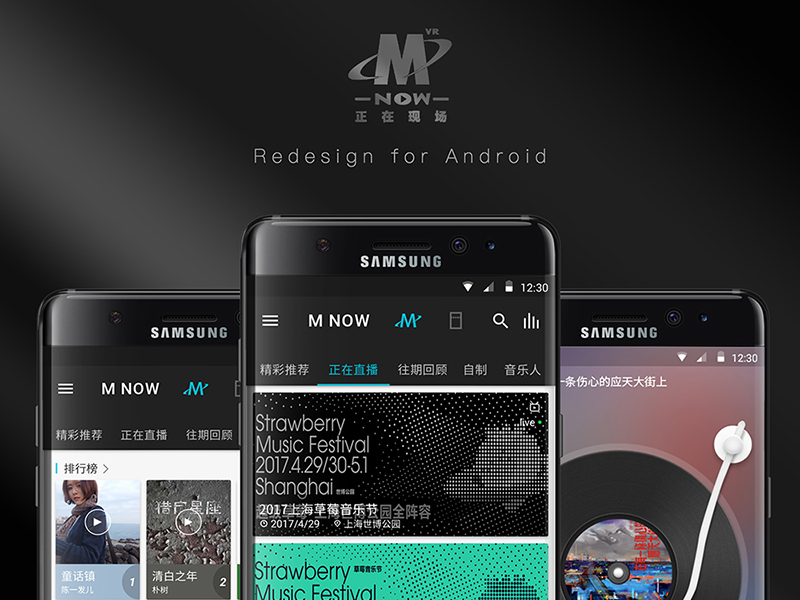 M VR
NOW
正在现场
Redesign for Android
SAMSUNG
12:30
M NOW
精彩推荐 正在直播 往期回顾 自制 音乐人
Strawberry
Music Festival
2017.4.29/30-5.1
Shanghai 世博公园
live
2017上海草莓音乐节
2017/4/29 上海世博公园
Strawberry 草莓音乐节
Music Festival
SAMSUNG
M NOW
精彩推荐 正在直播 往期回顾
排行榜
童话镇
陈一发儿
1
借白星座
清白之年
朴树
2
SAMSUNG
12:30
一条伤心的应天大街上